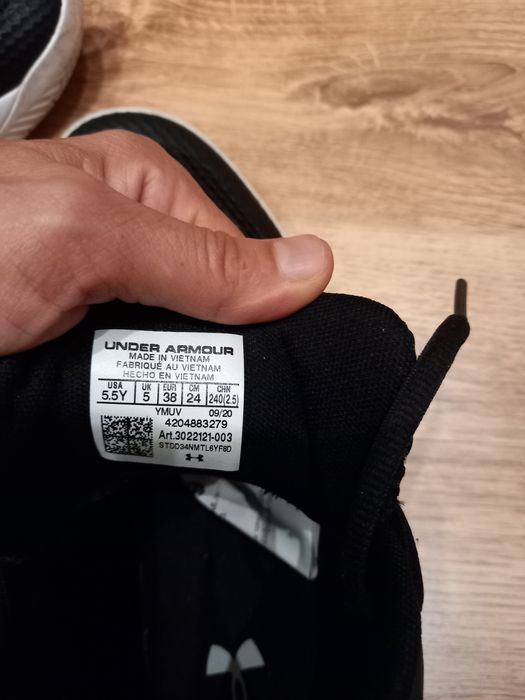 UNDER ARMOUR
MADE IN VIETNAM
FABRIQUÉ AU VIETNAM
HECHO EN VIETNAM
USA UK EUR CM CHN
5.5Y 5 38 24 240(2.5)
YMUV 09/20
4204883279
Art.3022121-003
STDD34NMTL6YF8D